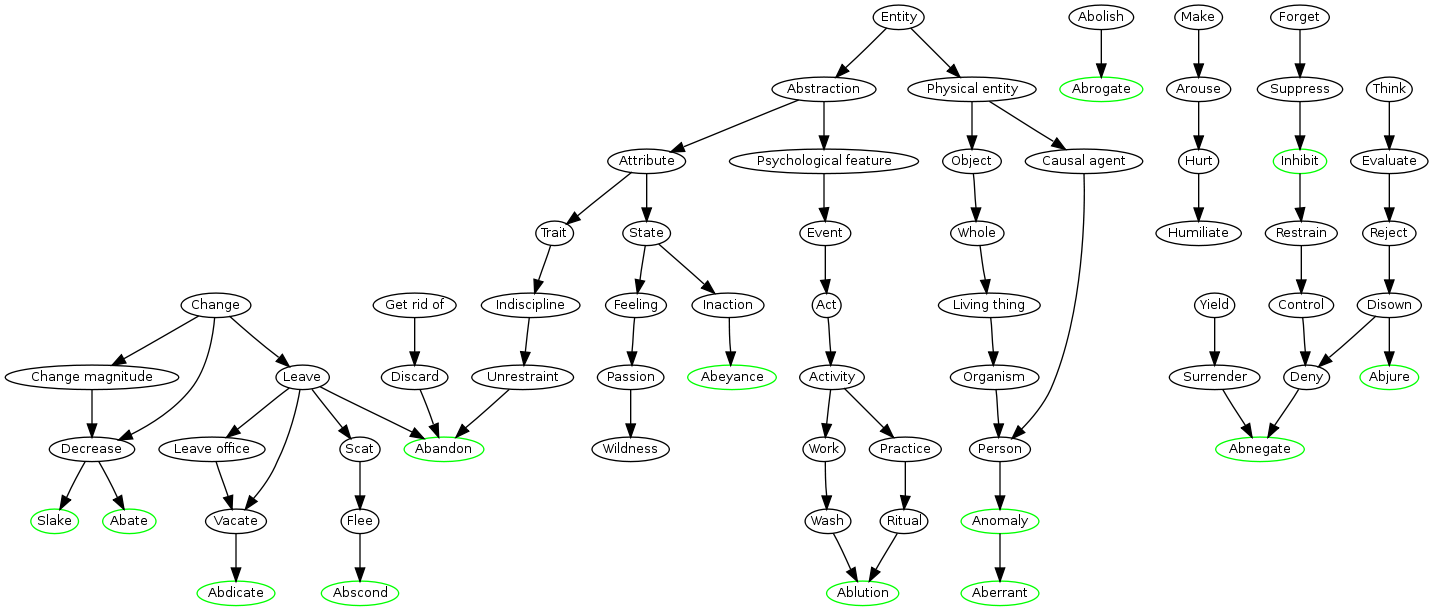 Entity
Abolish
Make
Forget
Abstraction
Physical entity
Abrogate
Arouse
Suppress
Think
Attribute
Psychological feature
Object
Causal agent
Hurt
Inhibit
Evaluate
Trait
State
Event
Whole
Humiliate
Restrain
Reject
Change
Get rid of
Indiscipline
Feeling
Inaction
Act
Living thing
Yield
Control
Disown
Change magnitude
Leave
Discard
Unrestraint
Passion
Abeyance
Activity
Organism
Surrender
Deny
Abjure
Decrease
Leave office
Scat
Abandon
Wildness
Work
Practice
Person
Abnegate
Slake
Abate
Vacate
Flee
Wash
Ritual
Anomaly
Abdicate
Abscond
Ablution
Aberrant